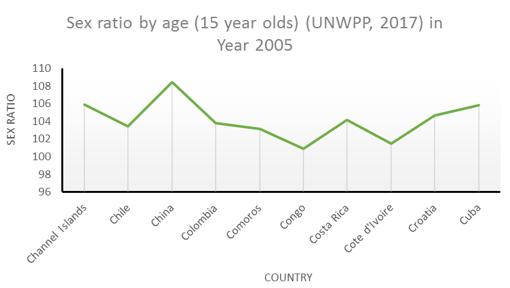 Sex ratio by age (15 year olds) (UNWPP, 2017) in
Year 2005
SEX RATIO
110
108
106
104
102
100
98
96
Channel Islands
Chile
China
Colombia
Comoros
Congo
Costa Rica
Cote d'Ivoire
Croatia
Cuba
COUNTRY